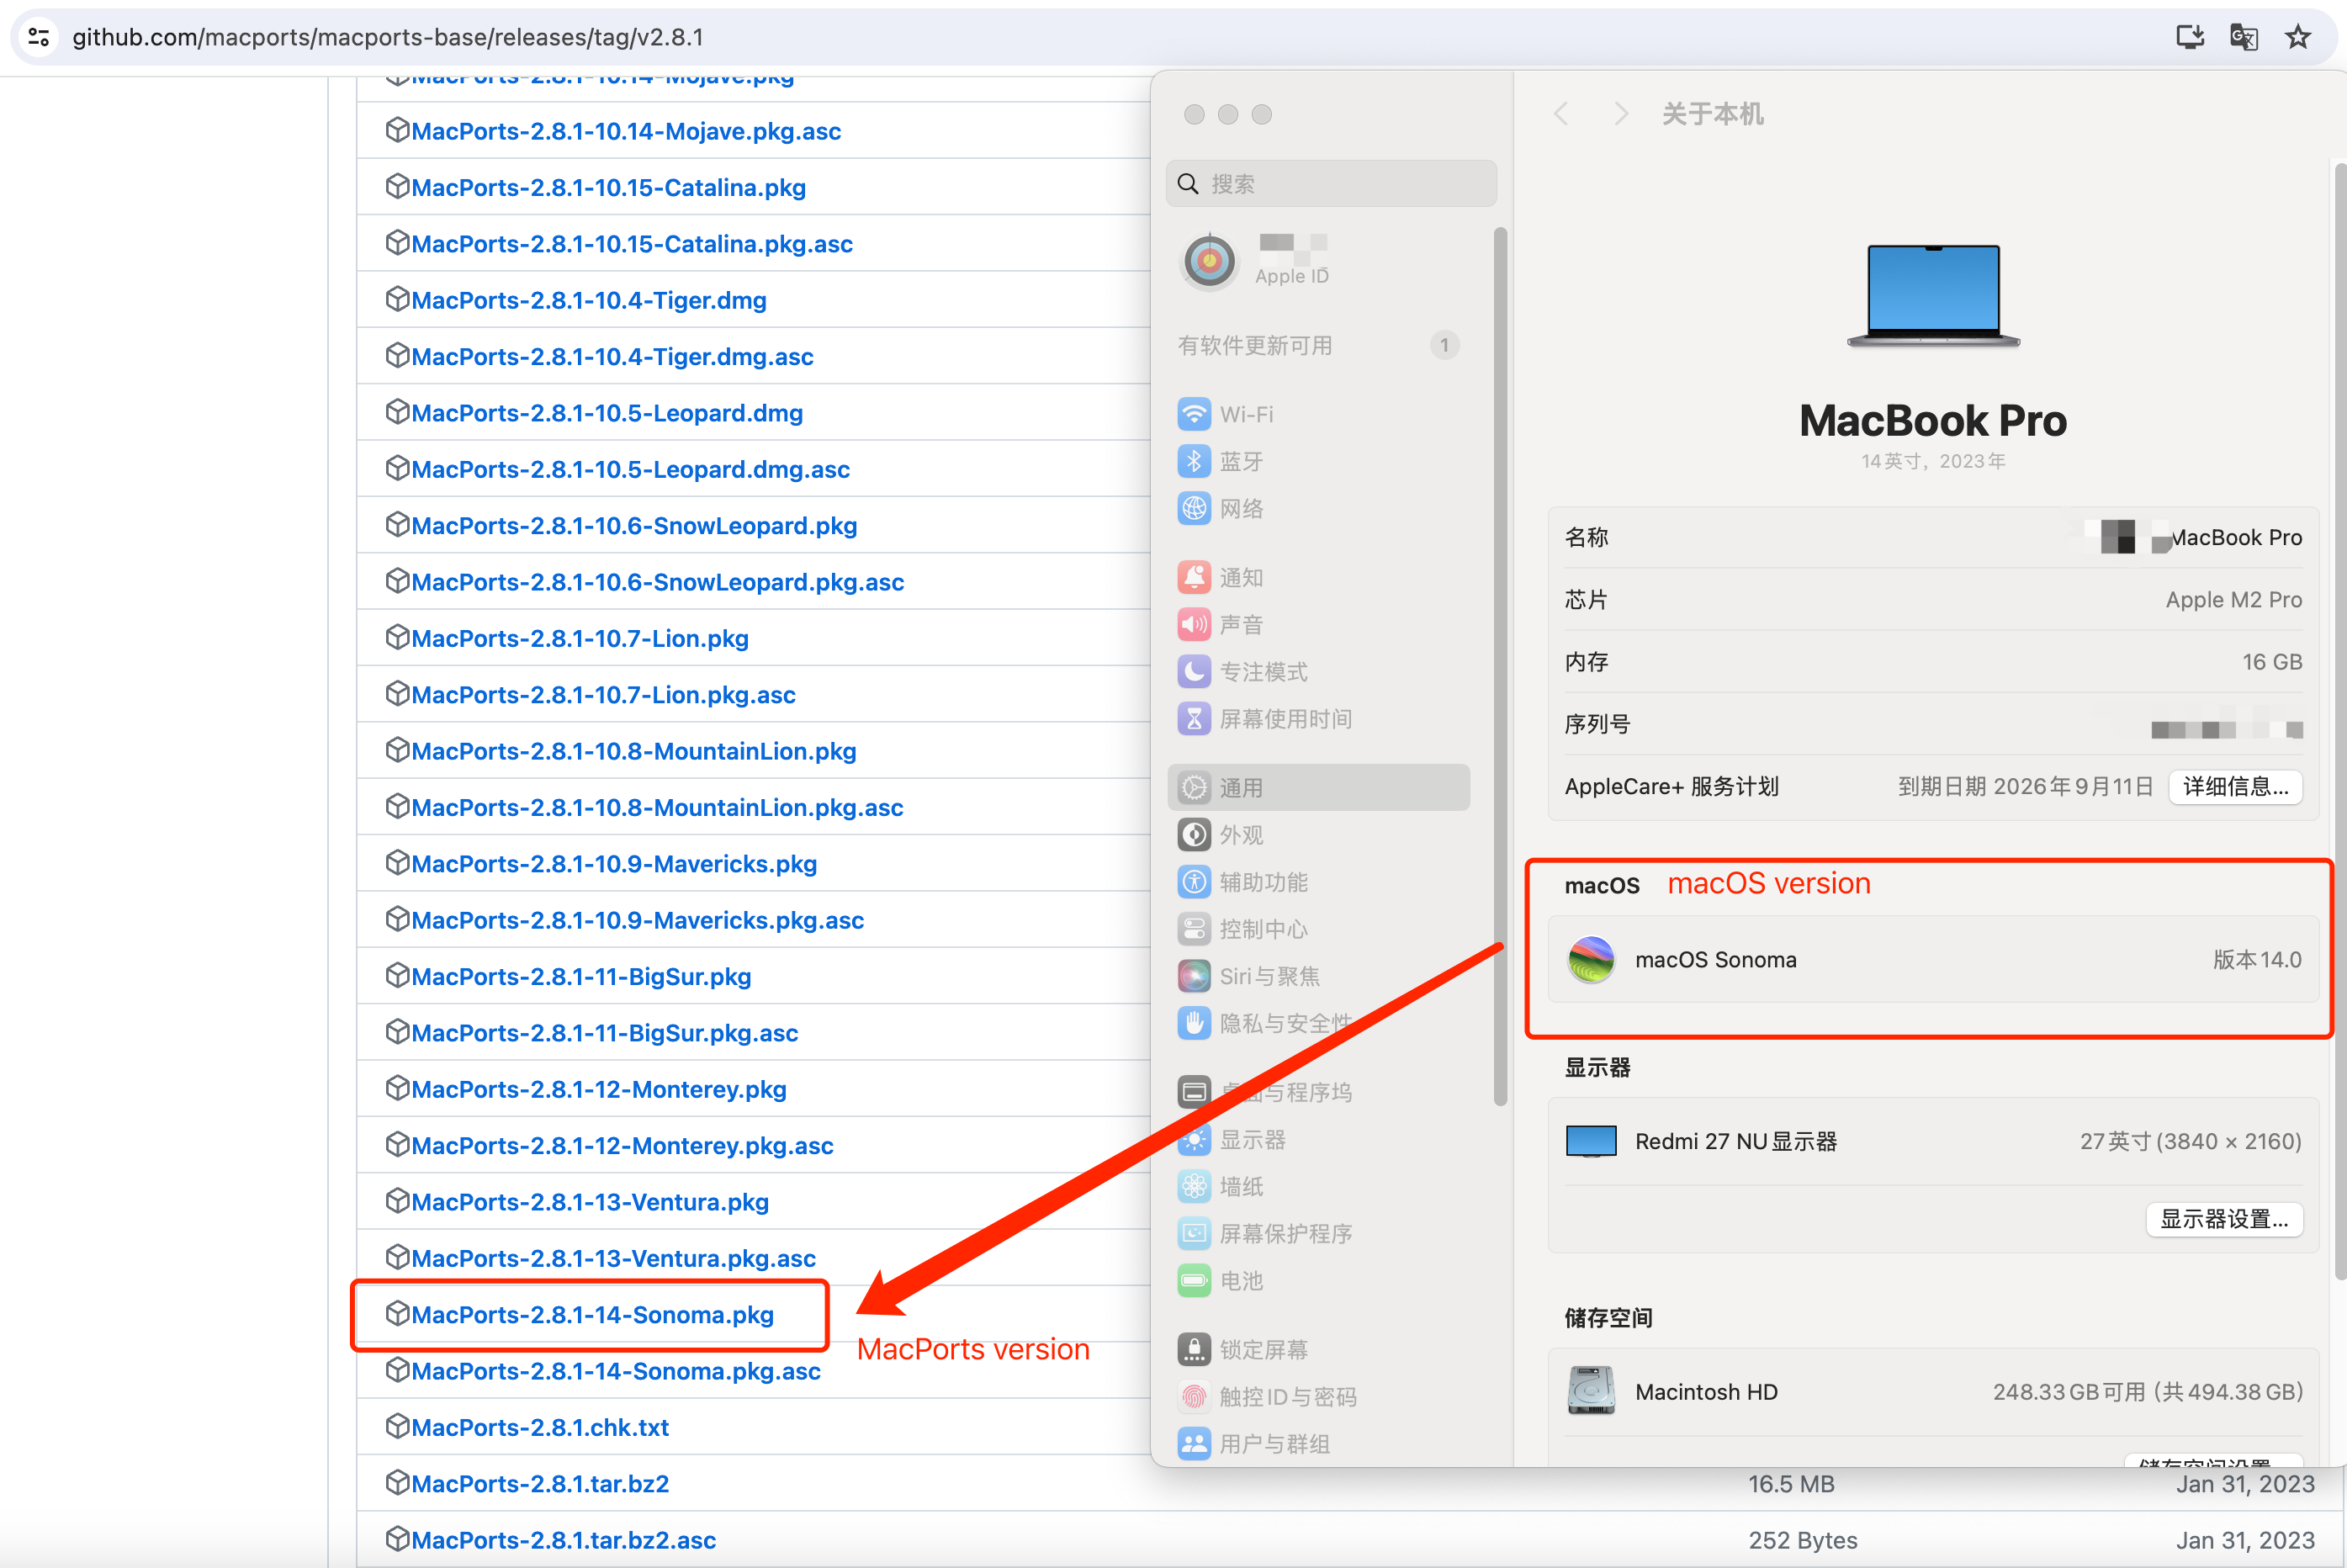 github.com/macports/macports-base/releases/tag/v2.8.1
MacPorts-2.8.1-10.14-Mojave.pkg
MacPorts-2.8.1-10.14-Mojave.pkg.asc
MacPorts-2.8.1-10.15-Catalina.pkg
MacPorts-2.8.1-10.15-Catalina.pkg.asc
MacPorts-2.8.1-10.4-Tiger.dmg
MacPorts-2.8.1-10.4-Tiger.dmg.asc
MacPorts-2.8.1-10.5-Leopard.dmg
MacPorts-2.8.1-10.5-Leopard.dmg.asc
MacPorts-2.8.1-10.6-SnowLeopard.pkg
MacPorts-2.8.1-10.6-SnowLeopard.pkg.asc
MacPorts-2.8.1-10.7-Lion.pkg
MacPorts-2.8.1-10.7-Lion.pkg.asc
MacPorts-2.8.1-10.8-MountainLion.pkg
MacPorts-2.8.1-10.8-MountainLion.pkg.asc
MacPorts-2.8.1-10.9-Mavericks.pkg
MacPorts-2.8.1-10.9-Mavericks.pkg.asc
MacPorts-2.8.1-11-BigSur.pkg
MacPorts-2.8.1-11-BigSur.pkg.asc
MacPorts-2.8.1-12-Monterey.pkg
MacPorts-2.8.1-12-Monterey.pkg.asc
MacPorts-2.8.1-13-Ventura.pkg
MacPorts-2.8.1-13-Ventura.pkg.asc
MacPorts-2.8.1-14-Sonoma.pkg
MacPorts version
MacPorts-2.8.1-14-Sonoma.pkg.asc
MacPorts-2.8.1.chk.txt
MacPorts-2.8.1.tar.bz2 16.5 MB Jan 31, 2023
MacPorts-2.8.1.tar.bz2.asc 252 Bytes Jan 31, 2023
搜索
Apple ID
有软件更新可用 1
Wi-Fi
蓝牙
网络
通知
声音
专注模式
屏幕使用时间
通用
外观
辅助功能
控制中心
Siri与聚焦
隐私与安全性
桌面与程序坞
显示器
墙纸
屏幕保护程序
电池
锁定屏幕
触控ID与密码
用户与群组
关于本机
MacBook Pro
14英寸，2023年
名称 MacBook Pro
芯片 Apple M2 Pro
内存 16 GB
序列号
AppleCare+ 服务计划 到期日期 2026年9月11日 详细信息...
macOS macOS version
macOS Sonoma 版本14.0
显示器
Redmi 27 NU显示器 27英寸(3840 × 2160)
显示器设置...
储存空间
Macintosh HD 248.33GB可用 (共494.38GB)
储存空间设置...